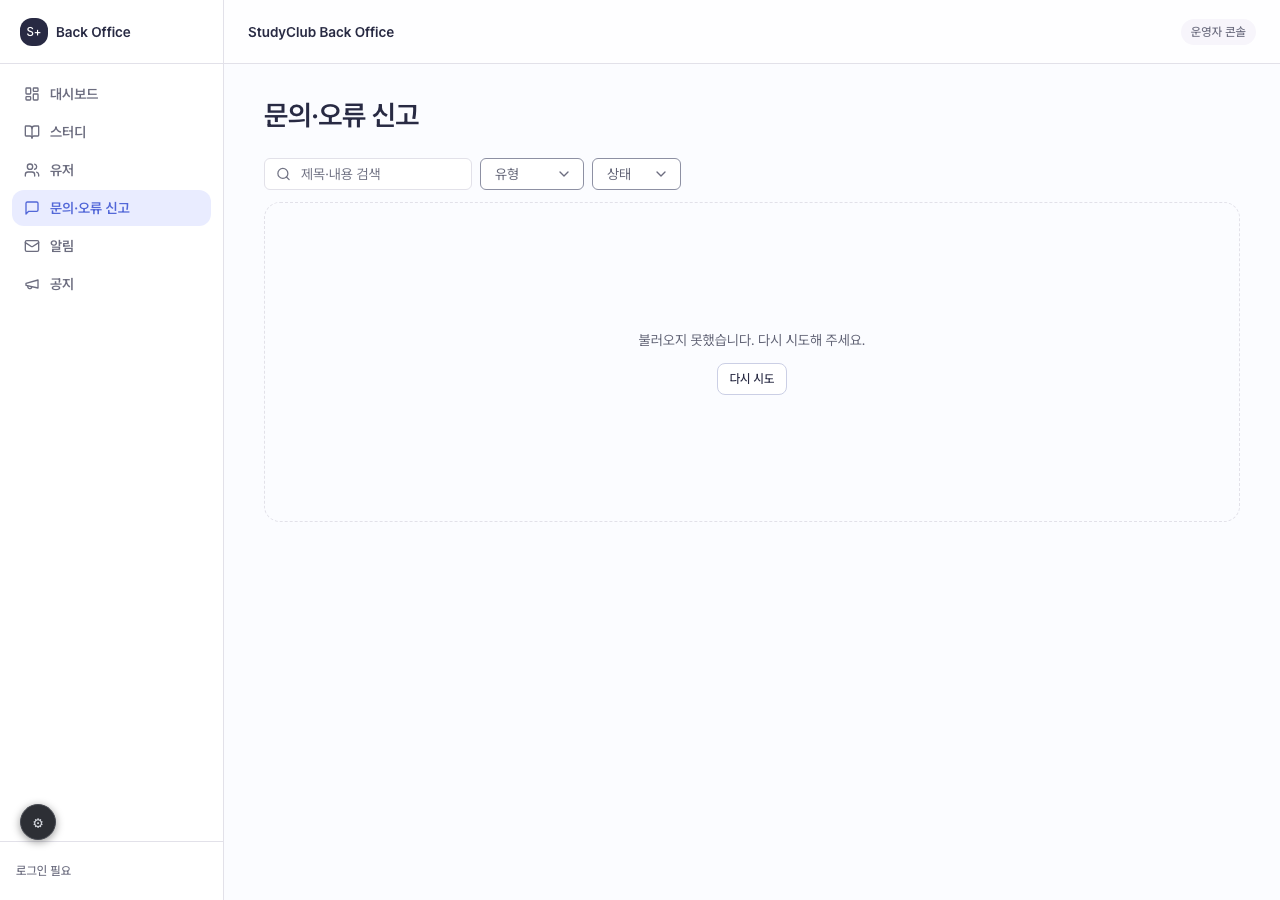 S+ Back Office
StudyClub Back Office
운영자 콘솔
대시보드
스터디
유저
문의·오류 신고
알림
공지
로그인 필요
문의·오류 신고
제목·내용 검색
유형
상태
불러오지 못했습니다. 다시 시도해 주세요.
다시 시도